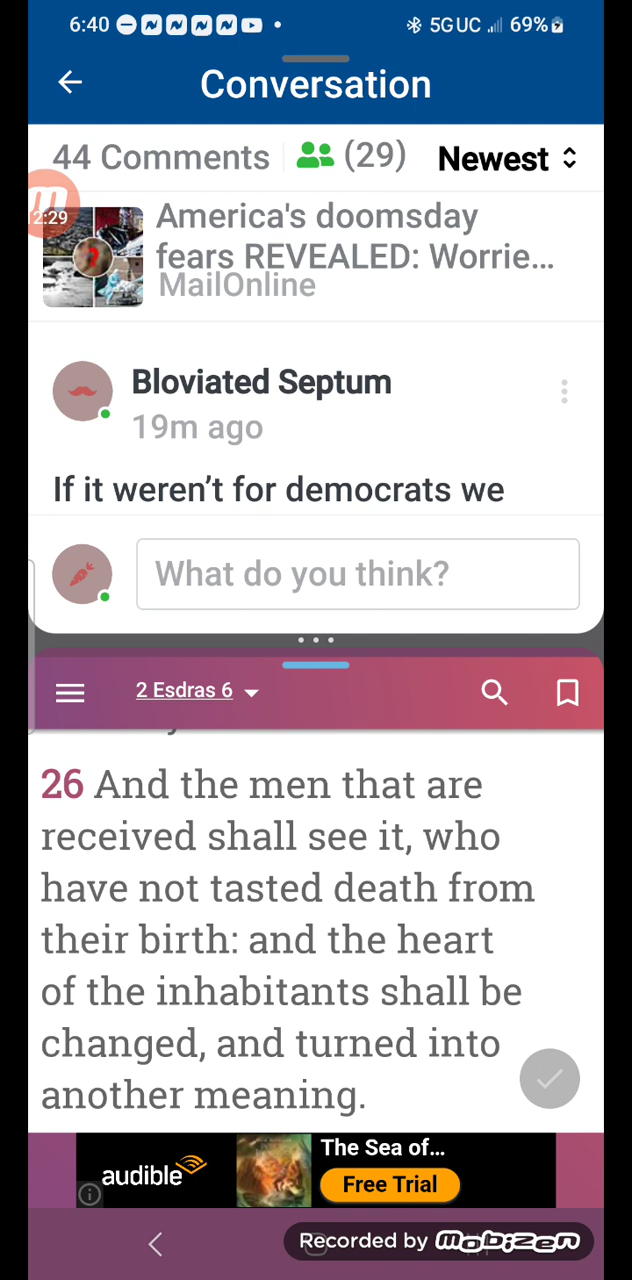 6:40
5GUC 69%
Conversation
44 Comments (29) Newest
12:29
America's doomsday
fears REVEALED: Worrie...
MailOnline
Bloviated Septum
19m ago
If it weren't for democrats we
What do you think?
2 Esdras 6
26 And the men that are
received shall see it, who
have not tasted death from
their birth: and the heart
of the inhabitants shall be
changed, and turned into
another meaning.
audible
The Sea of...
Free Trial
Recorded by mobizen